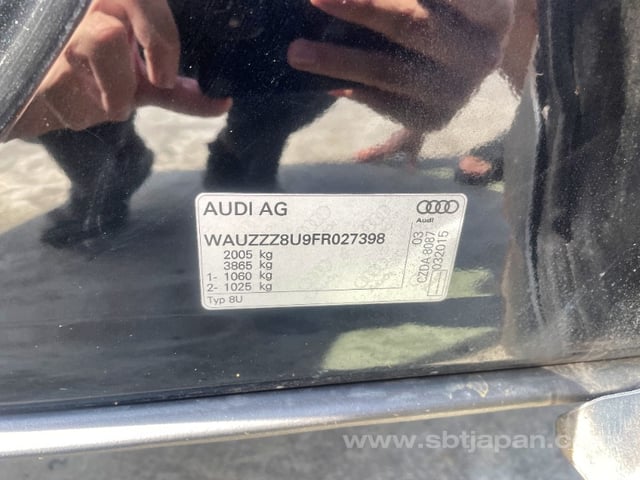 AUDI AG
Audi
WAUZZZ8U9FR027398
2005 kg
3865 kg
1- 1060 kg
2- 1025 kg
Typ 8U
03
CZDA 8087
032015
www.sbtjapan.c